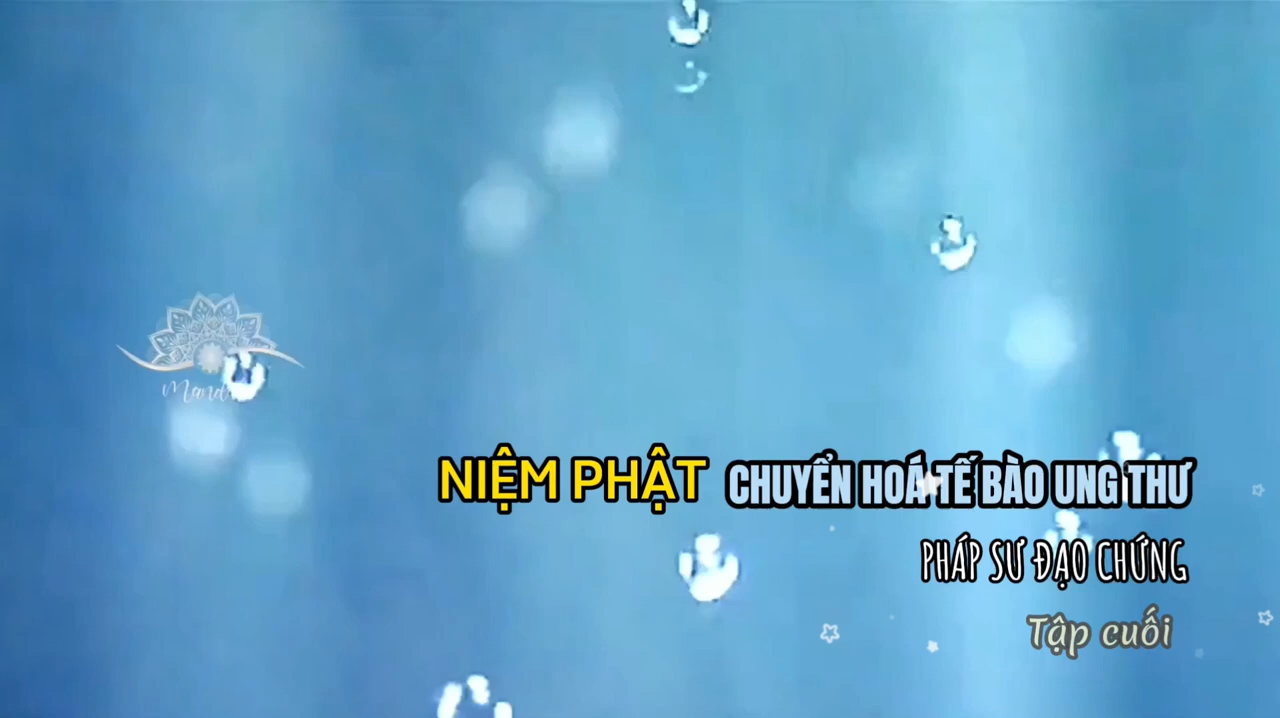 NIỆM PHẬT CHUYỂN HOÁ TẾ BÀO UNG THƯ
PHÁP SƯ ĐẠO CHỨNG
Tập cuối